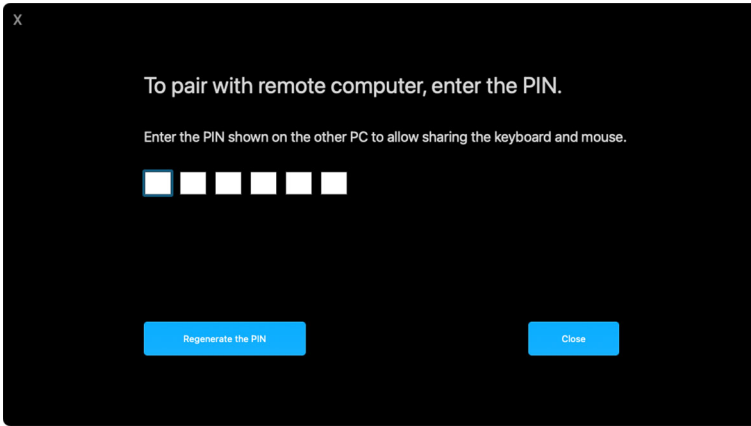 X
To pair with remote computer, enter the PIN.
Enter the PIN shown on the other PC to allow sharing the keyboard and mouse.
Regenerate the PIN
Close